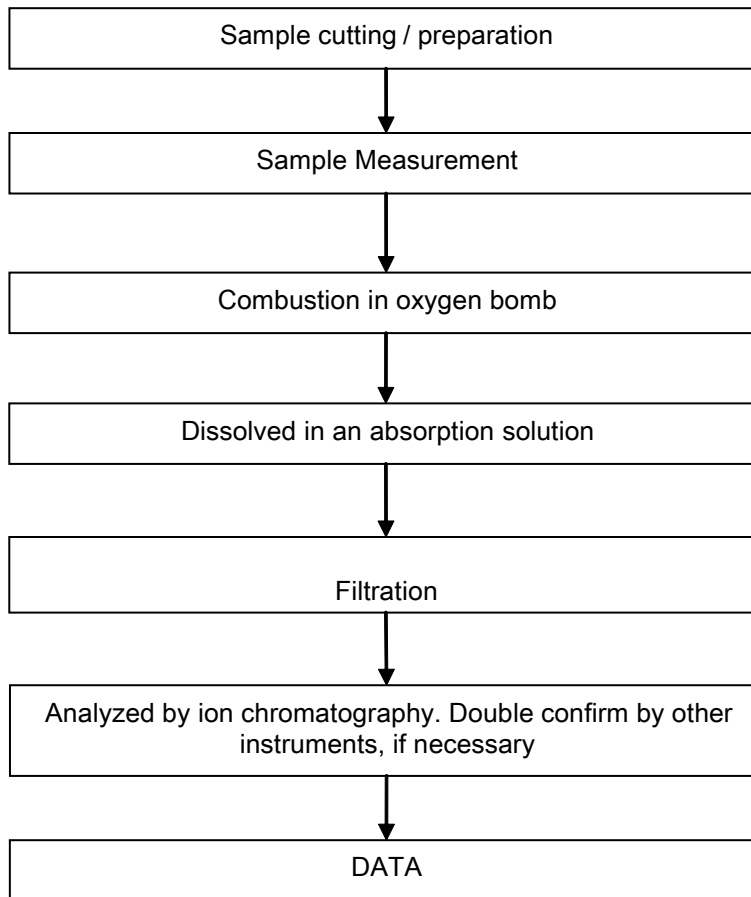 Sample cutting / preparation
Sample Measurement
Combustion in oxygen bomb
Dissolved in an absorption solution
Filtration
Analyzed by ion chromatography. Double confirm by other
instruments, if necessary
DATA